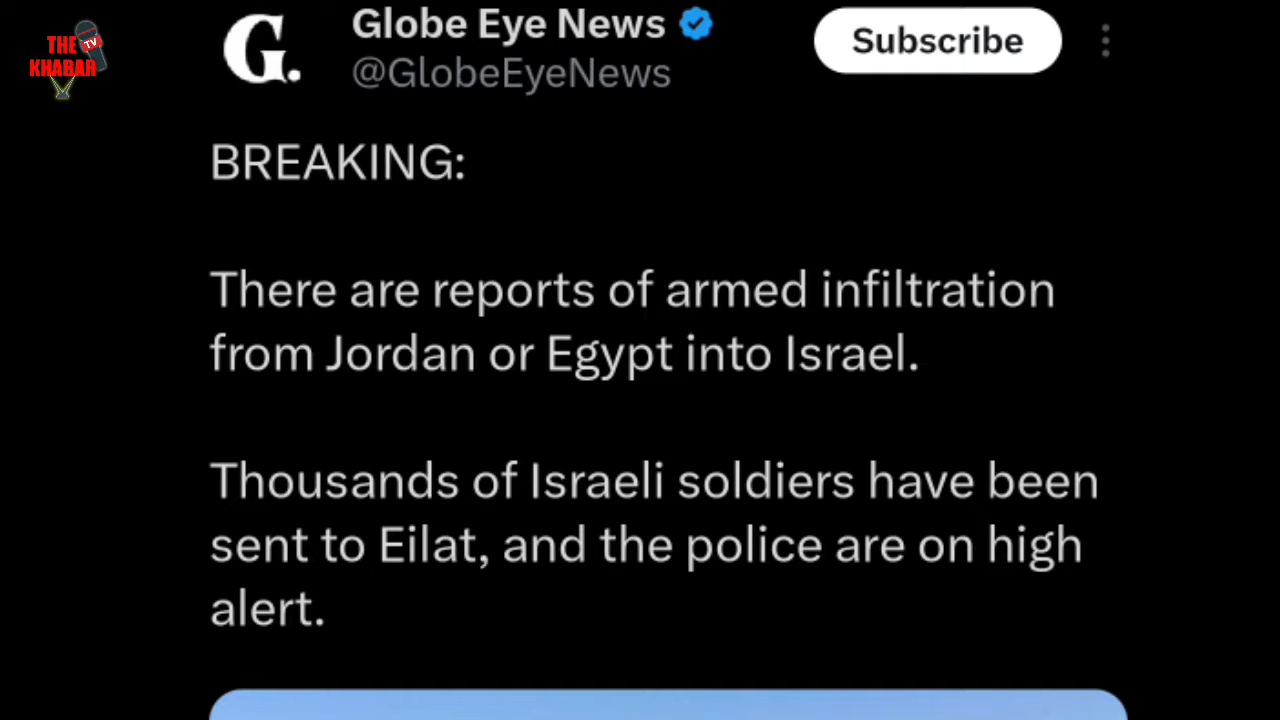 THE TV
KHABAR
G.
Globe Eye News
@GlobeEyeNews
Subscribe
BREAKING:
There are reports of armed infiltration
from Jordan or Egypt into Israel.
Thousands of Israeli soldiers have been
sent to Eilat, and the police are on high
alert.